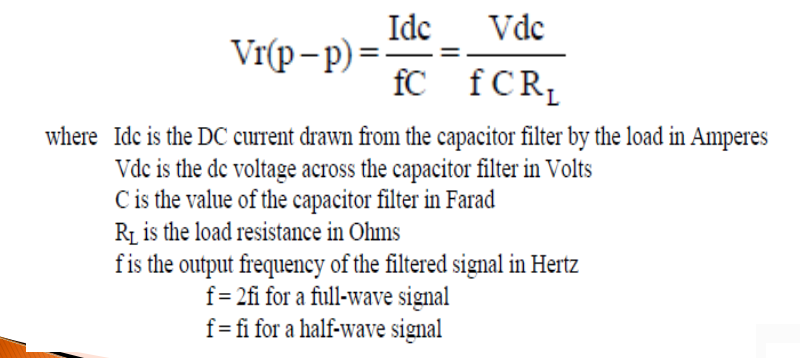 Vr(p – p) = Idc / fC = Vdc / f C R_L
where Idc is the DC current drawn from the capacitor filter by the load in Amperes
Vdc is the dc voltage across the capacitor filter in Volts
C is the value of the capacitor filter in Farad
R_L is the load resistance in Ohms
f is the output frequency of the filtered signal in Hertz
f = 2fi for a full-wave signal
f = fi for a half-wave signal